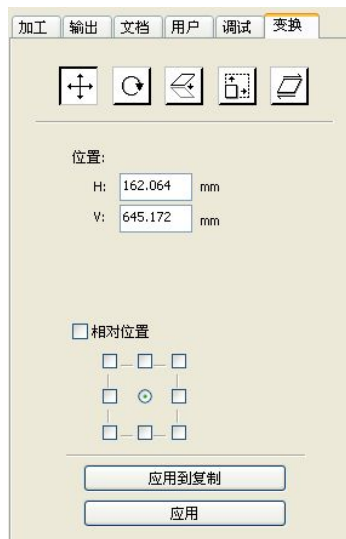 加工 输出 文档 用户 调试 变换
位置:
H: 162.064 mm
V: 645.172 mm
相对位置
应用到复制
应用